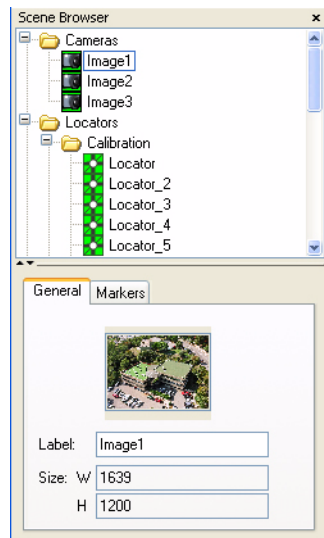 Scene Browser
Cameras
Image1
Image2
Image3
Locators
Calibration
Locator
Locator_2
Locator_3
Locator_4
Locator_5
General Markers
Label: Image1
Size: W 1639
H 1200